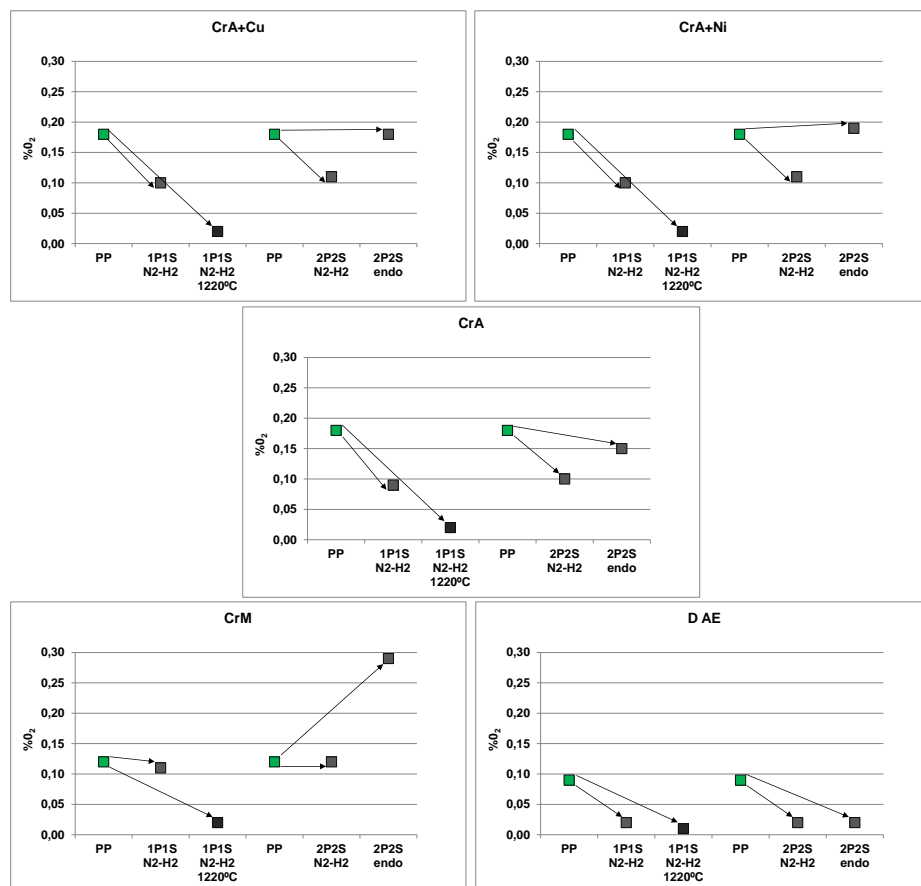 CrA+Cu
%0₂
0,30
0,25
0,20
0,15
0,10
0,05
0,00
PP
1P1S
N2-H2
1P1S
N2-H2
1220ºC
PP
2P2S
N2-H2
2P2S
endo
CrA+Ni
%0₂
0,30
0,25
0,20
0,15
0,10
0,05
0,00
PP
1P1S
N2-H2
1P1S
N2-H2
1220ºC
PP
2P2S
N2-H2
2P2S
endo
CrA
%0₂
0,30
0,25
0,20
0,15
0,10
0,05
0,00
PP
1P1S
N2-H2
1P1S
N2-H2
1220ºC
PP
2P2S
N2-H2
2P2S
endo
CrM
%0₂
0,30
0,25
0,20
0,15
0,10
0,05
0,00
PP
1P1S
N2-H2
1P1S
N2-H2
1220ºC
PP
2P2S
N2-H2
2P2S
endo
D AE
%0₂
0,30
0,25
0,20
0,15
0,10
0,05
0,00
PP
1P1S
N2-H2
1P1S
N2-H2
1220ºC
PP
2P2S
N2-H2
2P2S
endo